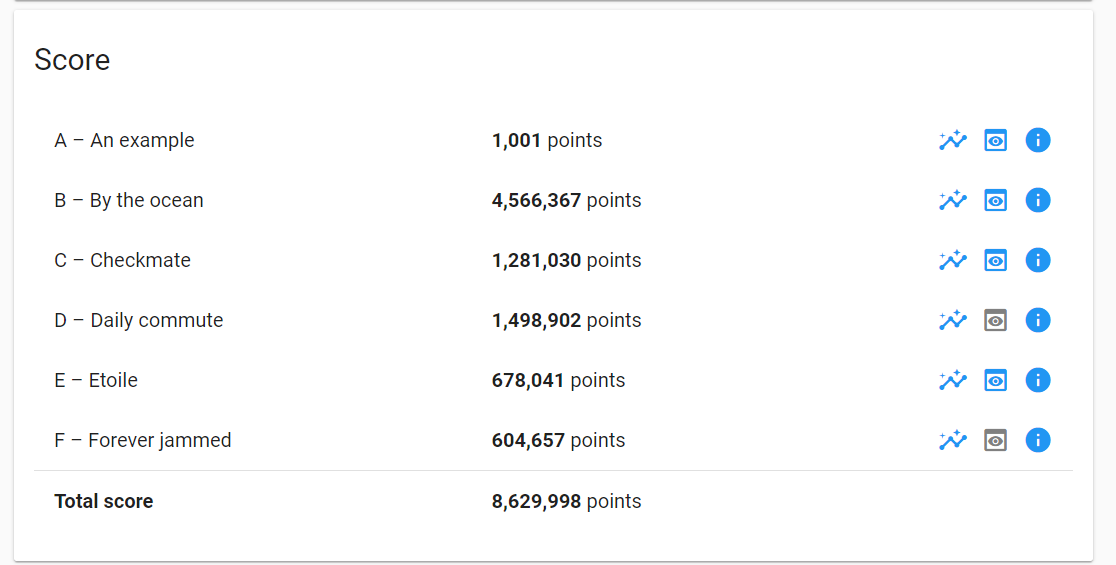 Score
A – An example 1,001 points
B – By the ocean 4,566,367 points
C – Checkmate 1,281,030 points
D – Daily commute 1,498,902 points
E – Etoile 678,041 points
F – Forever jammed 604,657 points
Total score 8,629,998 points